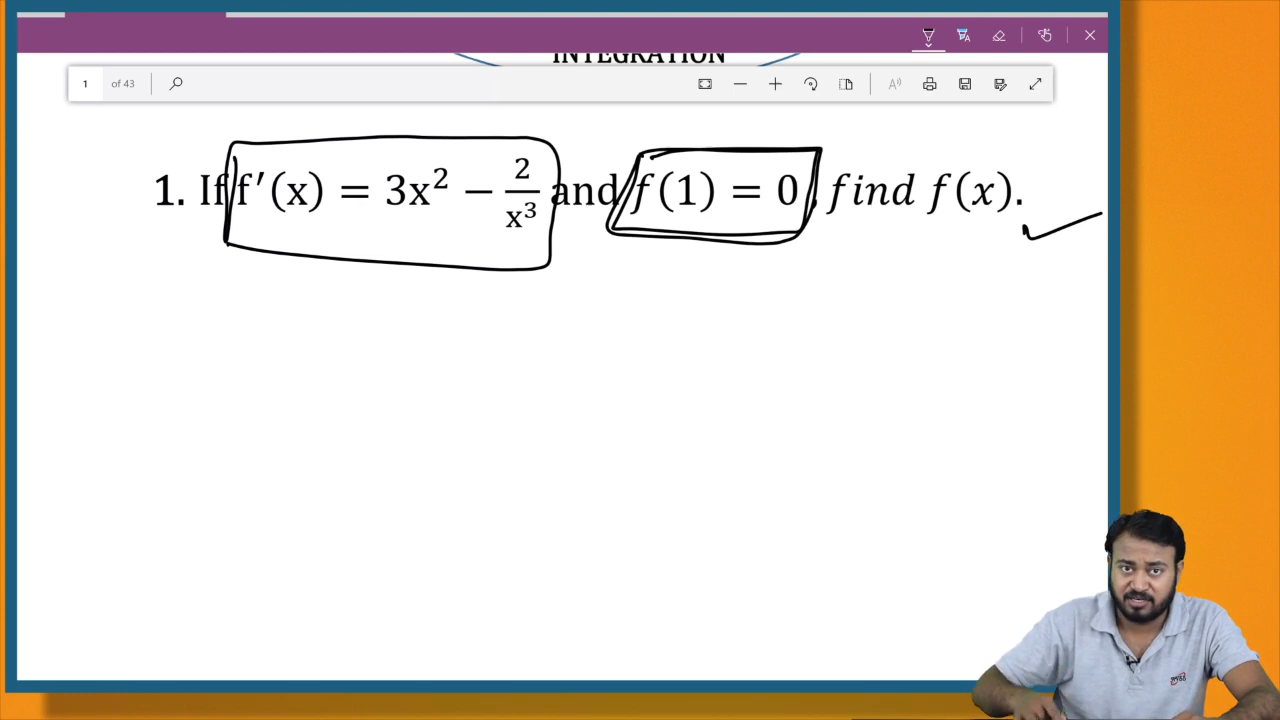 INTEGRATION
1 of 43
1. If f′(x) = 3x² − 2/x³ and f(1) = 0, find f(x).